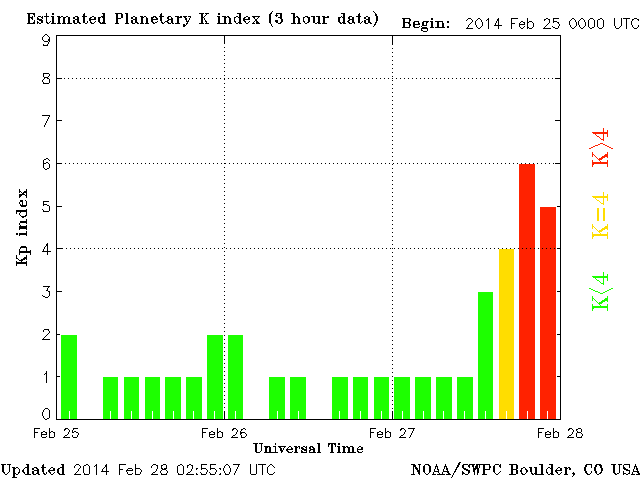 Estimated Planetary K index (3 hour data)
Begin: 2014 Feb 25 0000 UTC
9
8
7
6
5
4
3
2
1
0
Kp index
K>4
K=4
K<4
Feb 25 Feb 26 Feb 27 Feb 28
Universal Time
Updated 2014 Feb 28 02:55:07 UTC
NOAA/SWPC Boulder, CO USA